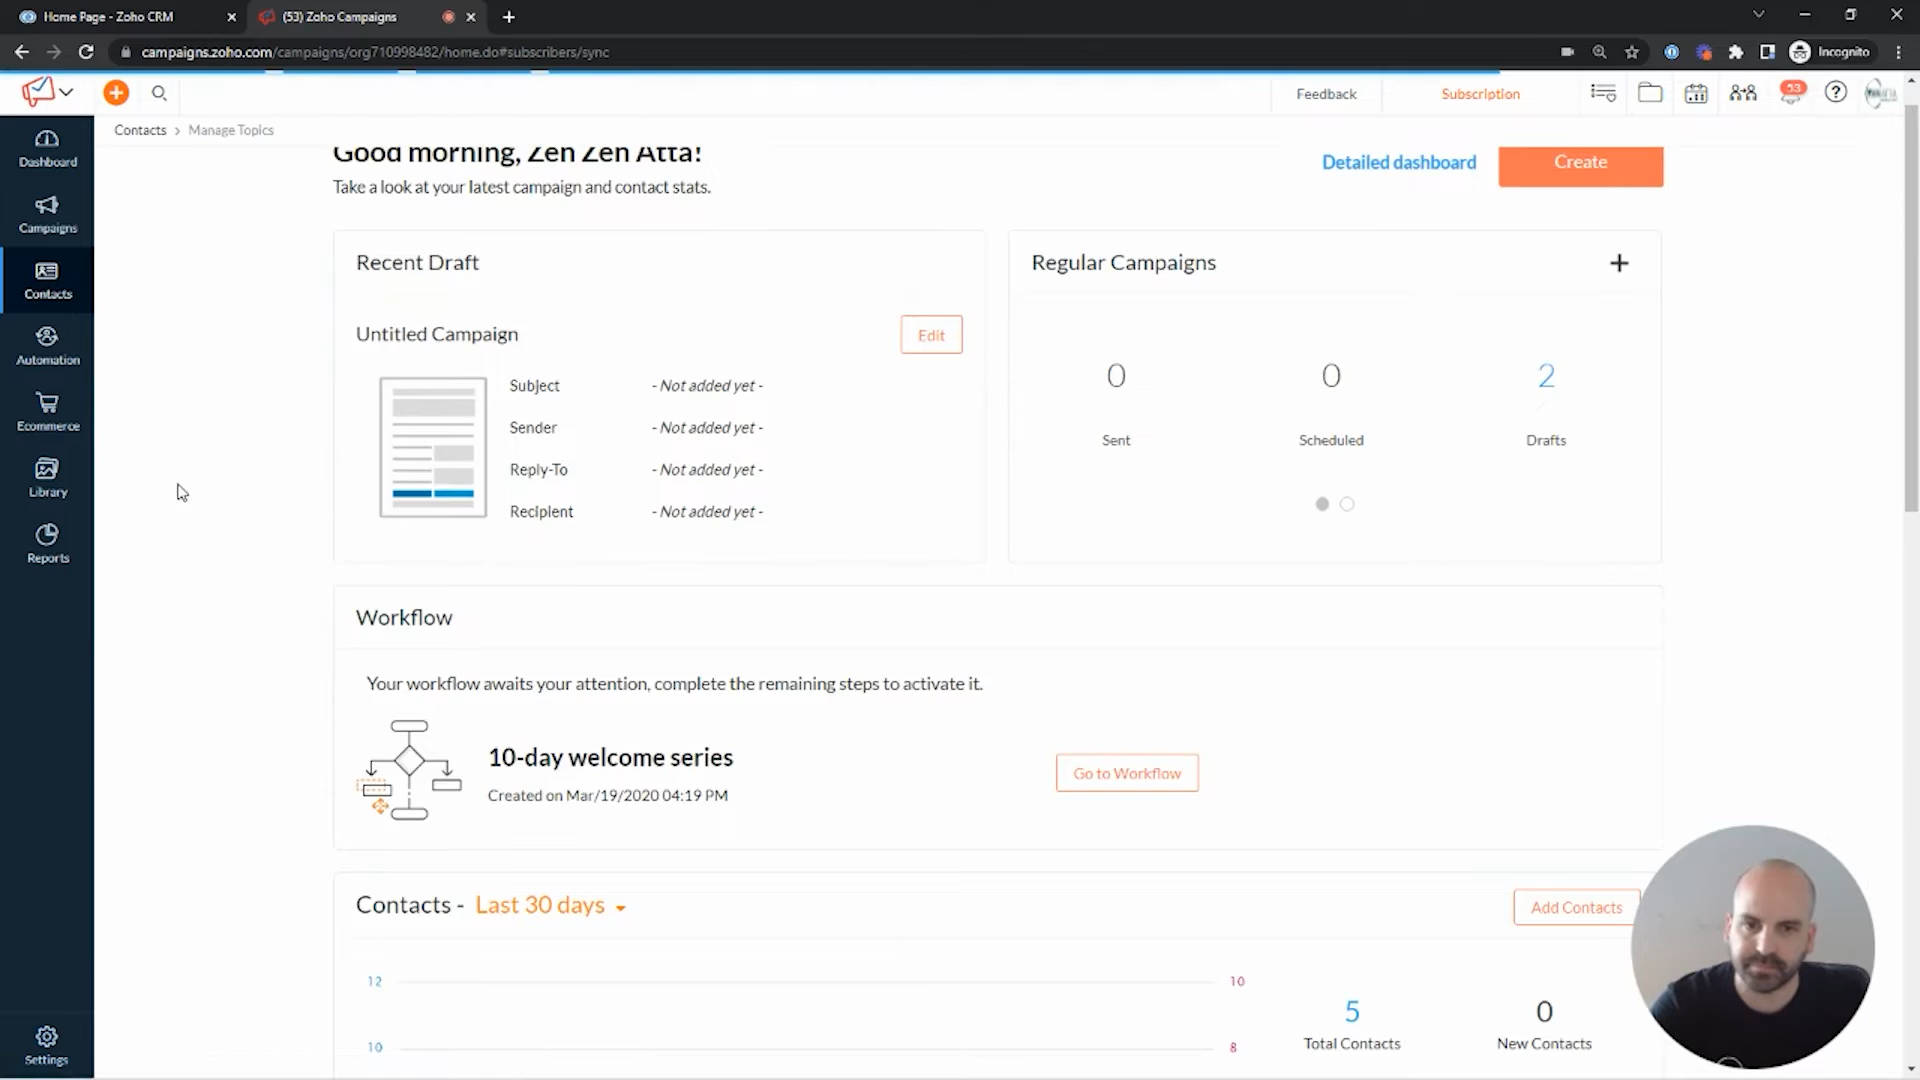 Home Page - Zoho CRM
(53) Zoho Campaigns
campaigns.zoho.com/campaigns/org710998482/home.do#subscribers/sync
Incognito
Feedback
Subscription
53
Contacts > Manage Topics
Dashboard
Campaigns
Contacts
Automation
Ecommerce
Library
Reports
Settings
Good morning, Zen Zen Atta!
Take a look at your latest campaign and contact stats.
Detailed dashboard
Create
Recent Draft
Untitled Campaign
Edit
Subject - Not added yet -
Sender - Not added yet -
Reply-To - Not added yet -
Recipient - Not added yet -
Regular Campaigns
0 0 2
Sent Scheduled Drafts
Workflow
Your workflow awaits your attention, complete the remaining steps to activate it.
10-day welcome series
Created on Mar/19/2020 04:19 PM
Go to Workflow
Contacts - Last 30 days
Add Contacts
12 10
10 8
5 0
Total Contacts New Contacts